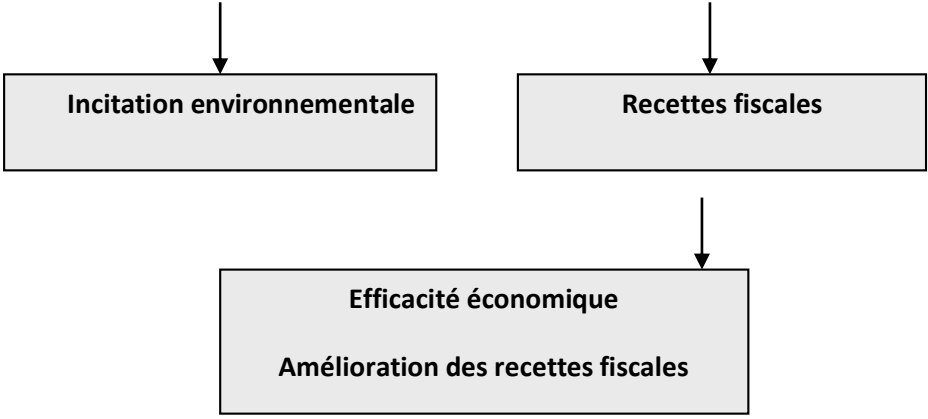 Incitation environnementale
Recettes fiscales
Efficacité économique
Amélioration des recettes fiscales